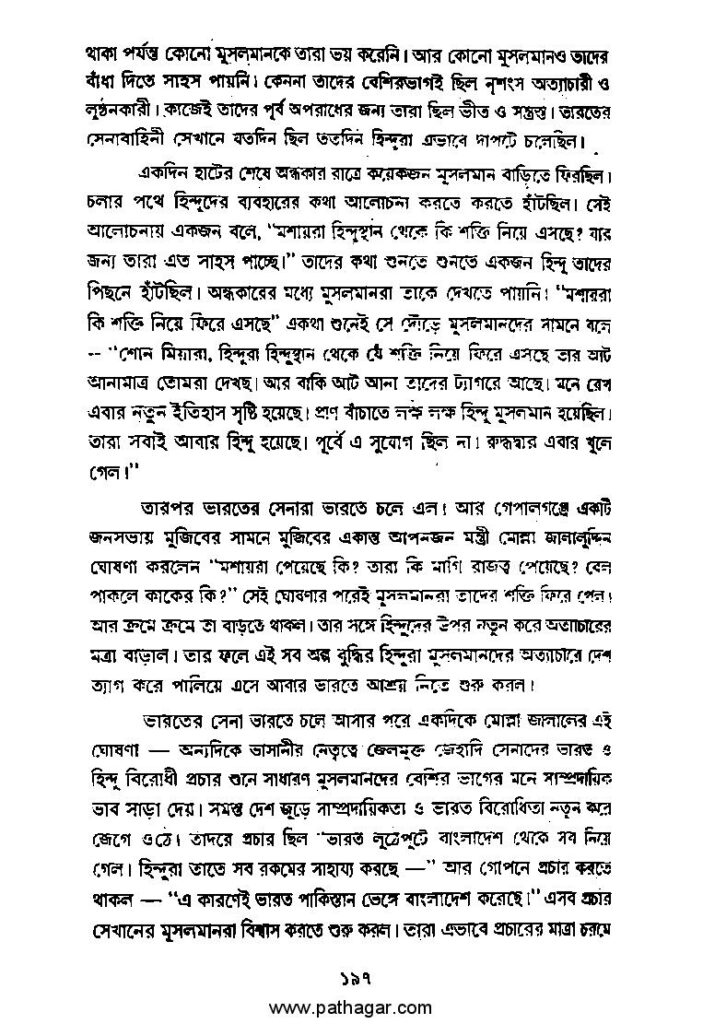 থাকা পর্যন্ত কোনো মুসলমানকে তারা ভয় করেনি। আর কোনো মুসলমানও তাদের
বাঁধা দিতে সাহস পায়নি। কেননা তাদের বেশিরভাগই ছিল নৃশংস অত্যাচারী ও
লুণ্ঠনকারী। কাজেই তাদের পূর্ব অপরাধের জন্য তারা ছিল ভীত ও সন্ত্রস্ত। ভারতের
সেনাবাহিনী সেখানে যতদিন ছিল ততদিন হিন্দুরা এভাবে দাপটে চলেছিল।
একদিন হাটের শেষে অন্ধকার রাত্রে কয়েকজন মুসলমান বাড়িতে ফিরছিল।
চলার পথে হিন্দুদের ব্যবহারের কথা আলোচনা করতে করতে হাঁটছিল। সেই
আলোচনায় একজন বলে, “মশায়রা হিন্দুস্থান থেকে কি শক্তি নিয়ে এসছে? যার
জন্য তারা এত সাহস পাচ্ছে।” তাদের কথা শুনতে শুনতে একজন হিন্দু তাদের
পিছনে হাঁটছিল। অন্ধকারের মধ্যে মুসলমানরা তাকে দেখতে পায়নি। “মশাররা
কি শক্তি নিয়ে ফিরে এসছে” একথা শুনেই সে দৌড়ে মুসলমানদের সামনে বলে
-- “শোন মিয়ারা, হিন্দুরা হিন্দুস্থান থেকে যে শক্তি নিয়ে ফিরে এসছে তার আট
আনামাত্র তোমরা দেখছ। আর বাকি আট আনা তাদের ট্যাগরে আছে। মনে রেখ
এবার নতুন ইতিহাস সৃষ্টি হয়েছে। প্রাণ বাঁচাতে লক্ষ লক্ষ হিন্দু মুসলমান হয়েছিল।
তারা সবাই আবার হিন্দু হয়েছে। পূর্বে এ সুযোগ ছিল না। রুদ্ধদ্বার এবার খুলে
গেল।”
তারপর ভারতের সেনারা ভারতে চলে এল। আর গেপালগঞ্জে একটি
জনসভায় মুজিবের সামনে মুজিবের একান্ত আপনজন মন্ত্রী মোল্লা জালালুদ্দিন
ঘোষণা করলেন “মশায়রা পেয়েছে কি? তারা কি মাগি রাজত্ব পেয়েছে? বেল
পাকলে কাকের কি?” সেই ঘোষণার পরেই মুসলমানরা তাদের শক্তি ফিরে পেল।
আর ক্রমে ক্রমে তা বাড়তে থাকল। তার সঙ্গে হিন্দুদের উপর নতুন করে অত্যাচারের
মত্রা বাড়াল। তার ফলে এই সব অল্প বুদ্ধির হিন্দুরা মুসলমানদের অত্যাচারে দেশ
ত্যাগ করে পালিয়ে এসে আবার ভারতে আশ্রয় নিতে শুরু করল।
ভারতের সেনা ভারতে চলে আসার পরে একদিকে মোল্লা জালালের এই
ঘোষণা — অন্যদিকে ভাসানীর নেতৃত্বে জেলমুক্ত জেহাদি সেনাদের ভারত ও
হিন্দু বিরোধী প্রচার শুনে সাধারণ মুসলমানদের বেশির ভাগের মনে সাম্প্রদায়িক
ভাব সাড়া দেয়। সমস্ত দেশ জুড়ে সাম্প্রদায়িকতা ও ভারত বিরোধিতা নতুন করে
জেগে ওঠে। তাদরে প্রচার ছিল “ভারত লুঠেপুটে বাংলাদেশ থেকে সব নিয়ে
গেল। হিন্দুরা তাতে সব রকমের সাহায্য করছে —” আর গোপনে প্রচার করতে
থাকল — “এ কারণেই ভারত পাকিস্তান ভেঙ্গে বাংলাদেশ করেছে।” এসব প্রচার
সেখানের মুসলমানরা বিশ্বাস করতে শুরু করল। তারা এভাবে প্রচারের মাত্রা চরমে
১৯৭
www.pathagar.com